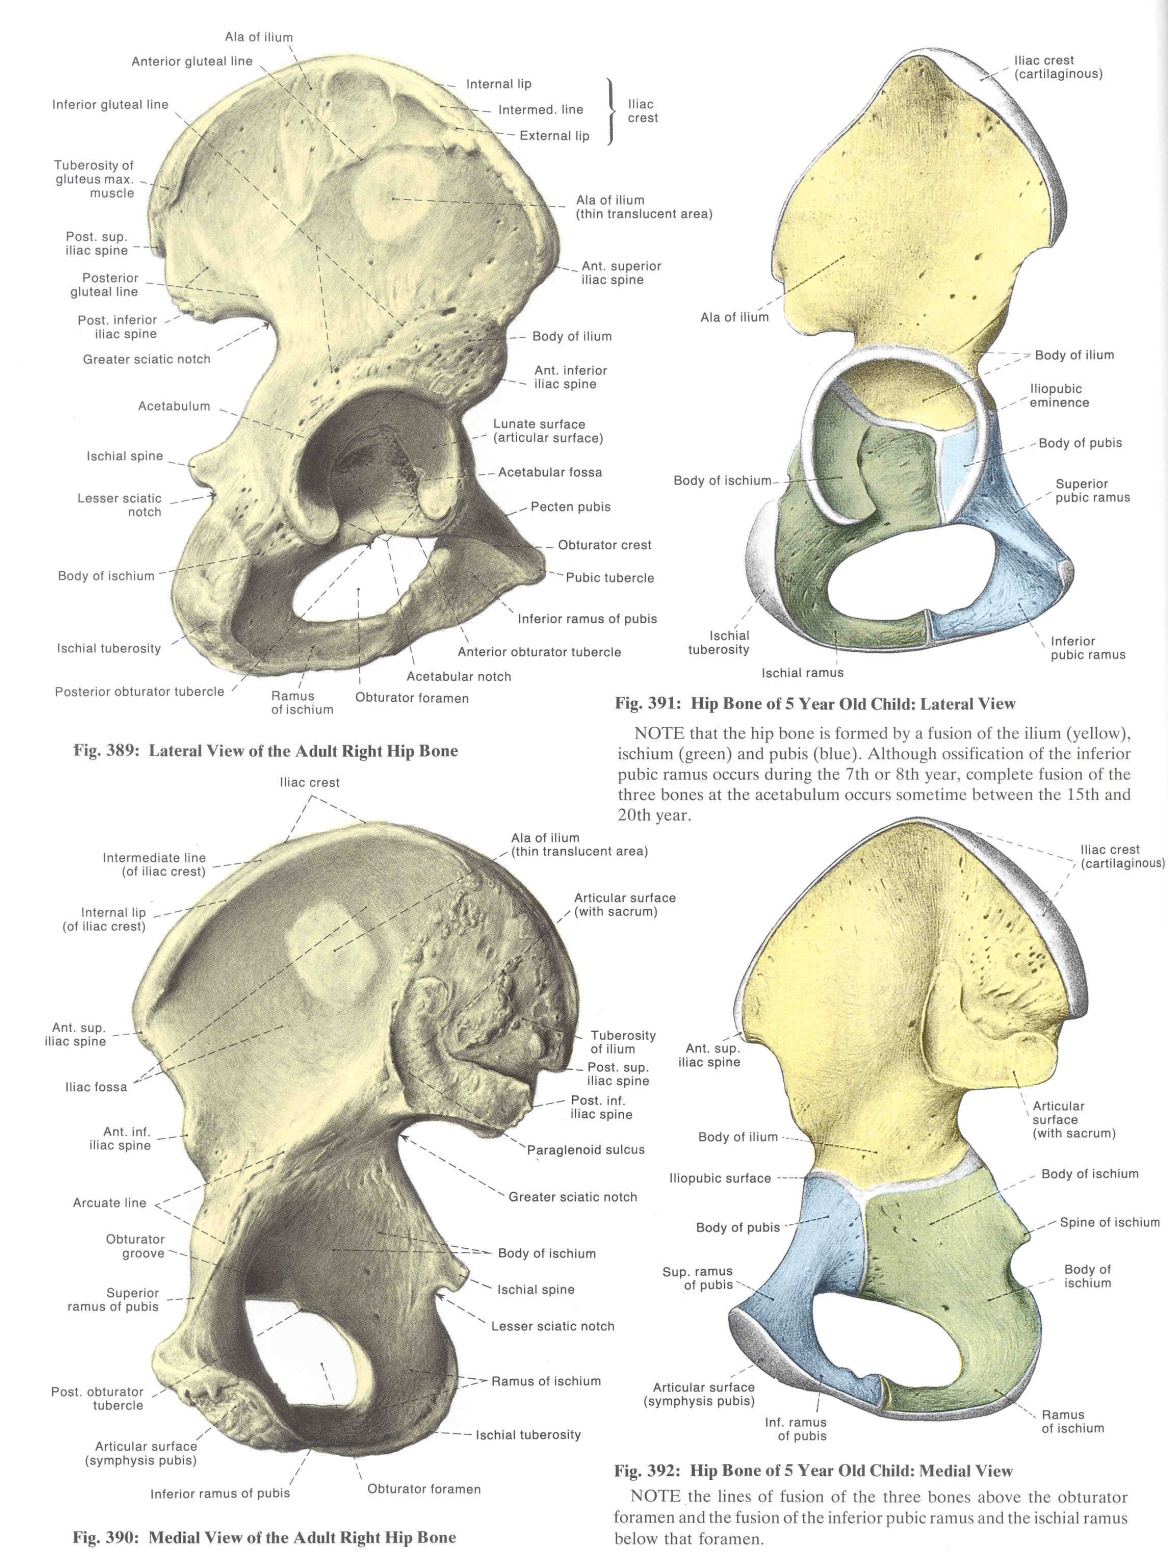 Ala of ilium
Anterior gluteal line
Inferior gluteal line
Tuberosity of
gluteus max.
muscle
Post. sup.
iliac spine
Posterior
gluteal line
Post. inferior
iliac spine
Greater sciatic notch
Acetabulum
Ischial spine
Lesser sciatic
notch
Body of ischium
Ischial tuberosity
Posterior obturator tubercle
Ramus
of ischium
Obturator foramen
Acetabular notch
Anterior obturator tubercle
Inferior ramus of pubis
Pubic tubercle
Obturator crest
Pecten pubis
Acetabular fossa
Lunate surface
(articular surface)
Ant. inferior
iliac spine
Body of ilium
Ant. superior
iliac spine
Ala of ilium
(thin translucent area)
External lip
Intermed. line
Internal lip
Iliac
crest
Fig. 389: Lateral View of the Adult Right Hip Bone
Iliac crest
(cartilaginous)
Ala of ilium
Body of ilium
Iliopubic
eminence
Body of pubis
Superior
pubic ramus
Body of ischium
Ischial
tuberosity
Ischial ramus
Inferior
pubic ramus
Fig. 391: Hip Bone of 5 Year Old Child: Lateral View
NOTE that the hip bone is formed by a fusion of the ilium (yellow),
ischium (green) and pubis (blue). Although ossification of the inferior
pubic ramus occurs during the 7th or 8th year, complete fusion of the
three bones at the acetabulum occurs sometime between the 15th and
20th year.
Iliac crest
Intermediate line
(of iliac crest)
Internal lip
(of iliac crest)
Ant. sup.
iliac spine
Iliac fossa
Ant. inf.
iliac spine
Arcuate line
Obturator
groove
Superior
ramus of pubis
Post. obturator
tubercle
Articular surface
(symphysis pubis)
Inferior ramus of pubis
Obturator foramen
Ischial tuberosity
Ramus of ischium
Lesser sciatic notch
Ischial spine
Body of ischium
Greater sciatic notch
Paraglenoid sulcus
Post. inf.
iliac spine
Post. sup.
iliac spine
Tuberosity
of ilium
Articular surface
(with sacrum)
Ala of ilium
(thin translucent area)
Fig. 390: Medial View of the Adult Right Hip Bone
Iliac crest
(cartilaginous)
Ant. sup.
iliac spine
Articular
surface
(with sacrum)
Body of ilium
Iliopubic surface
Body of ischium
Body of pubis
Spine of ischium
Sup. ramus
of pubis
Body of
ischium
Articular surface
(symphysis pubis)
Inf. ramus
of pubis
Ramus
of ischium
Fig. 392: Hip Bone of 5 Year Old Child: Medial View
NOTE the lines of fusion of the three bones above the obturator
foramen and the fusion of the inferior pubic ramus and the ischial ramus
below that foramen.